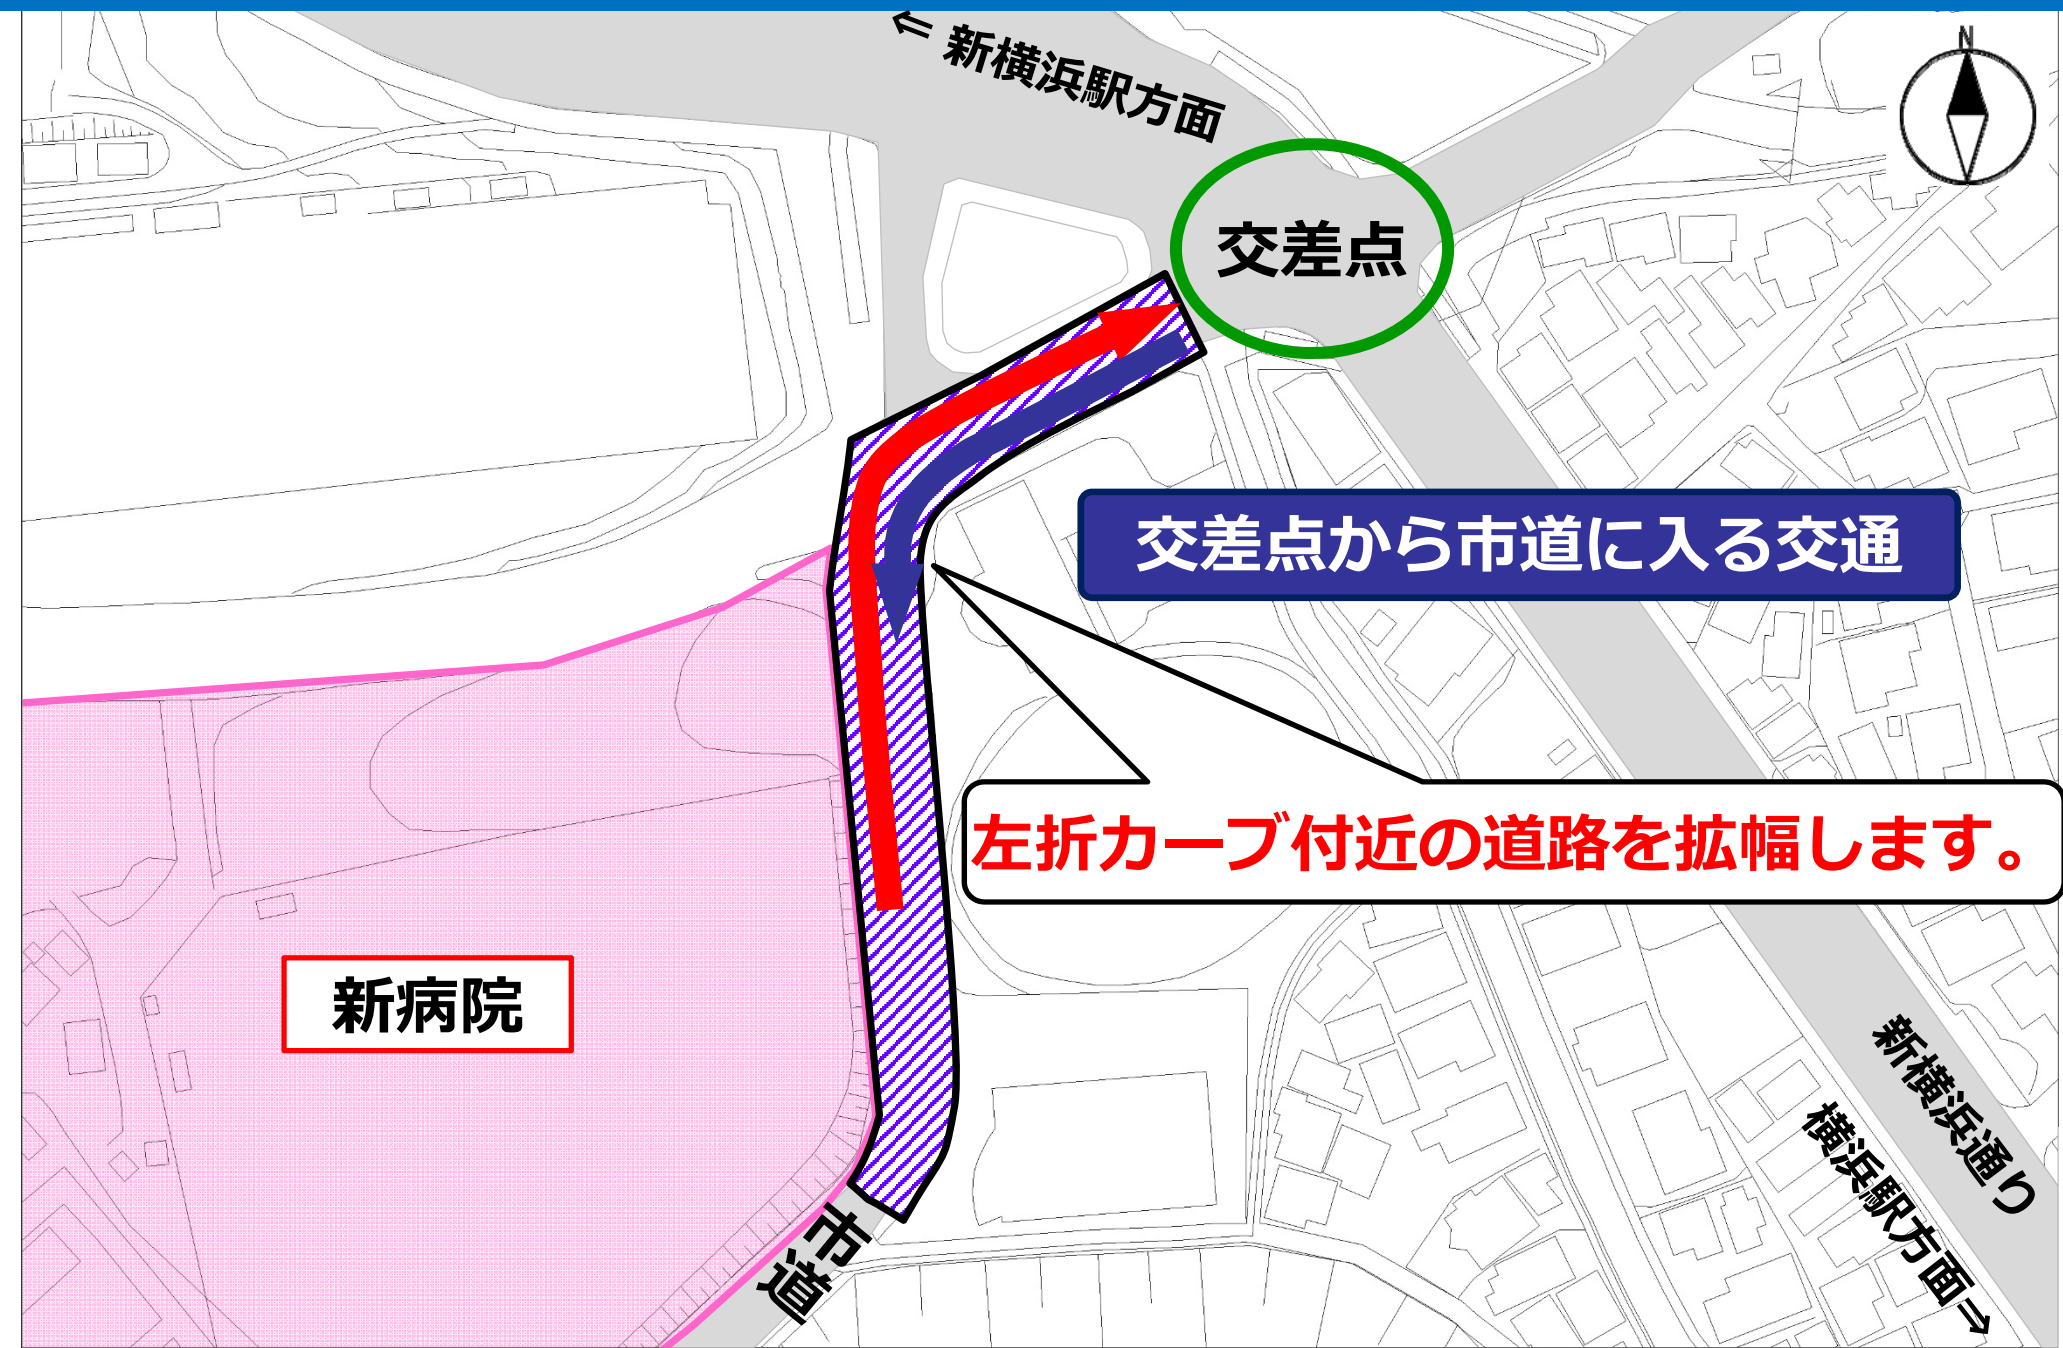 ⇐ 新横浜駅方面
N
交差点
交差点から市道に入る交通
左折カーブ付近の道路を拡幅します。
新病院
新横浜通り
横浜駅方面⇒
市道